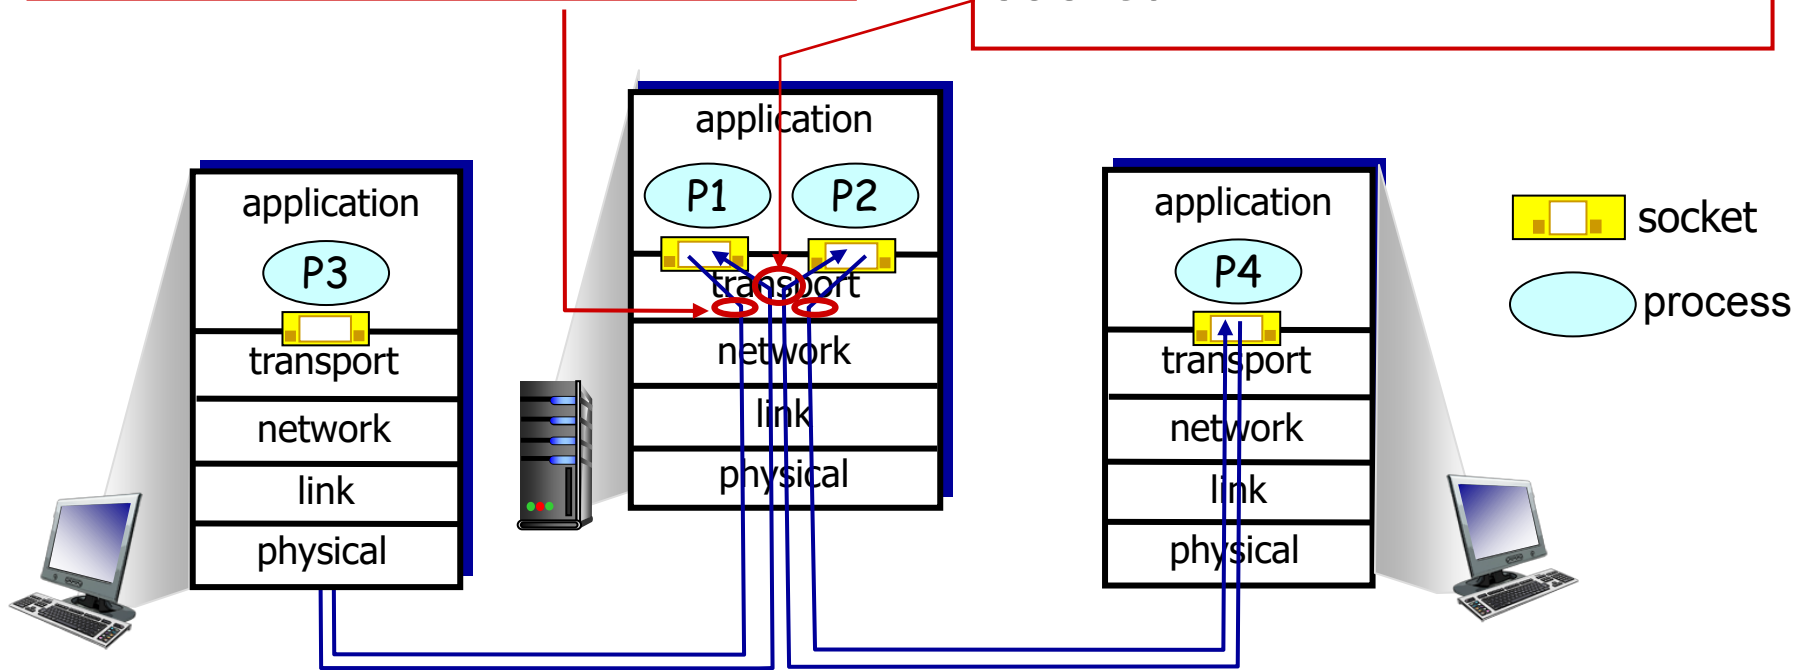 application
P1
P2
transport
network
link
physical
application
P3
transport
network
link
physical
application
P4
transport
network
link
physical
socket
process